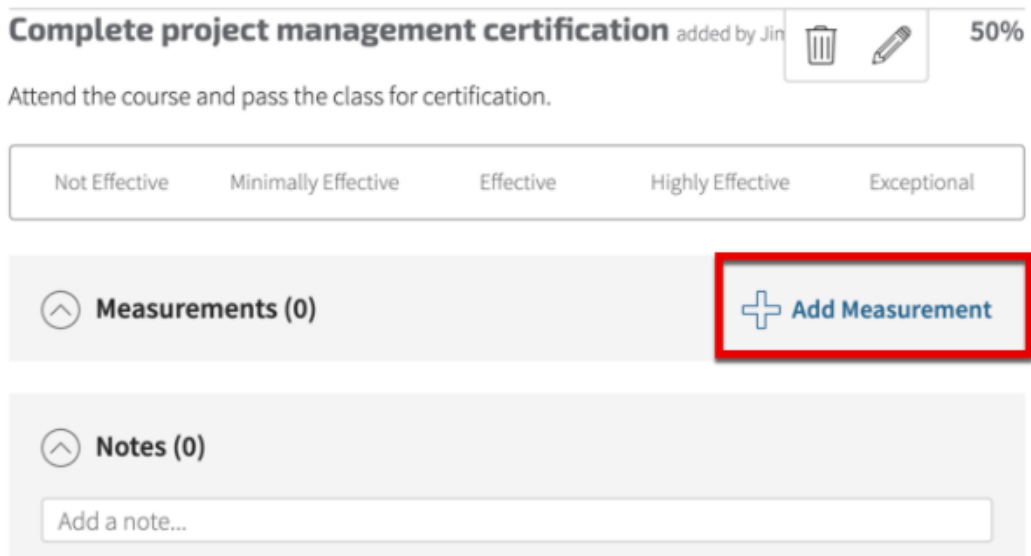 Complete project management certification added by Jim 50%
Attend the course and pass the class for certification.
Not Effective Minimally Effective Effective Highly Effective Exceptional
Measurements (0) Add Measurement
Notes (0)
Add a note...